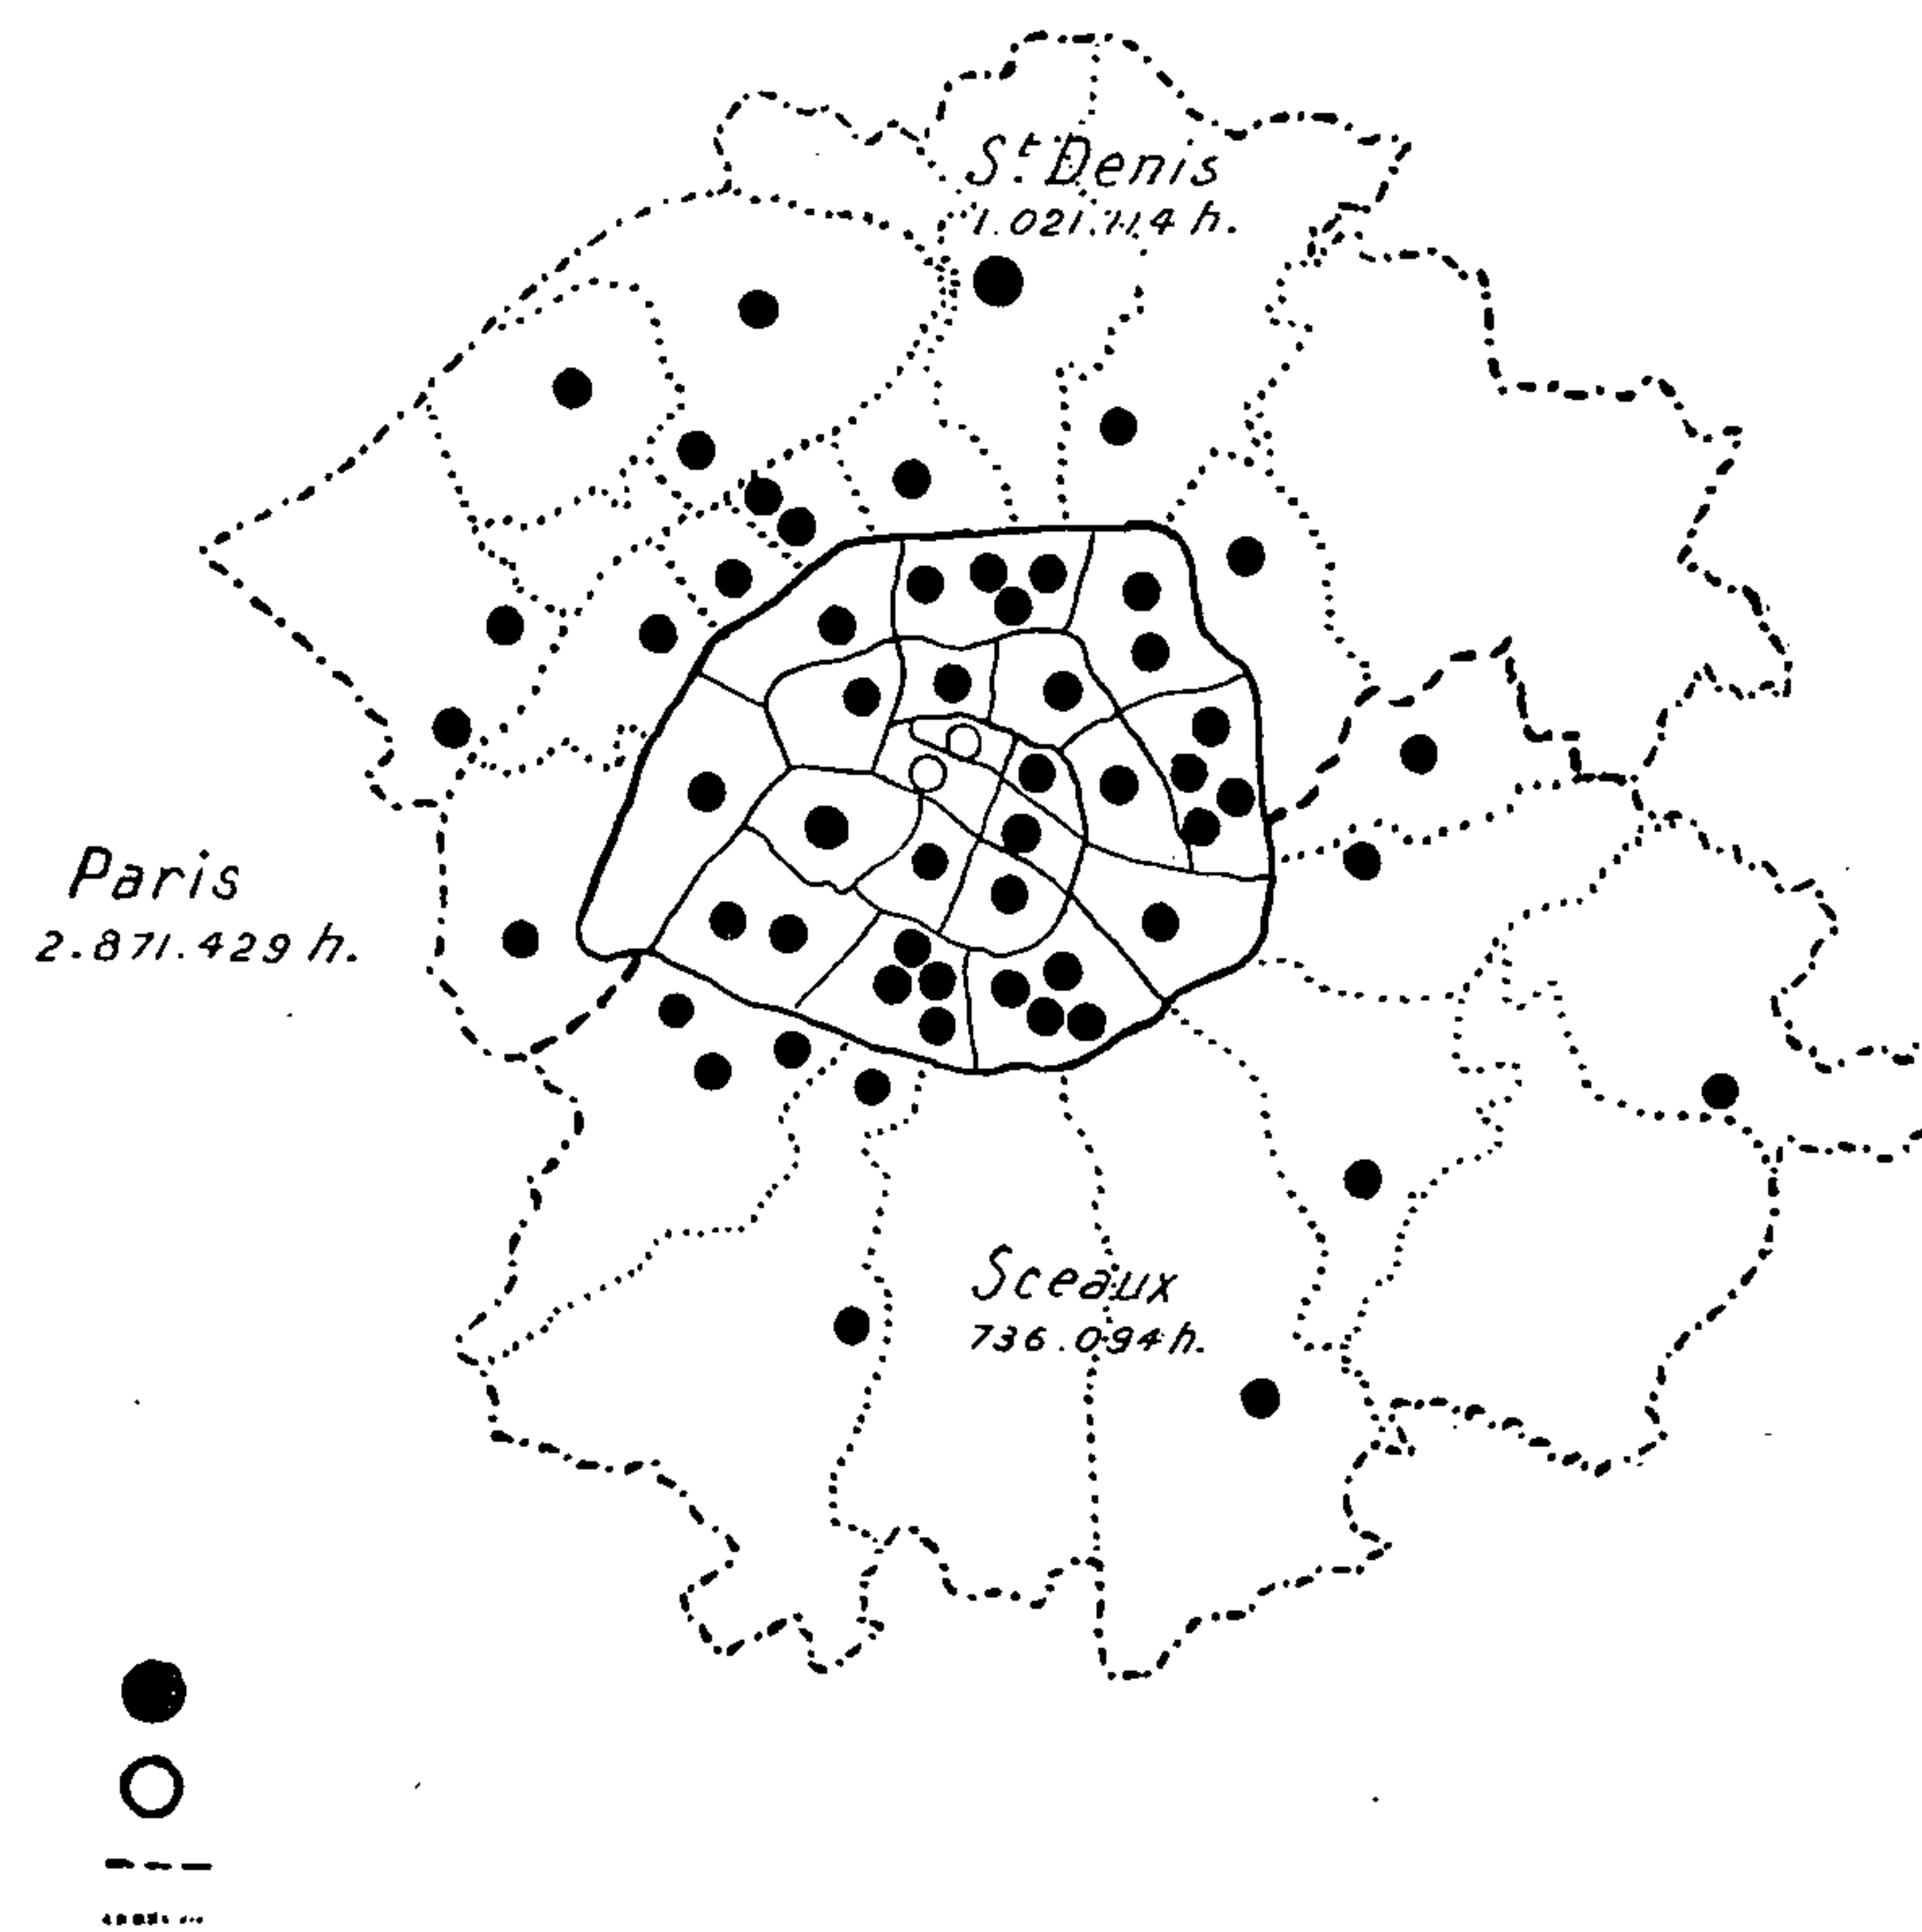 St. Denis
1.021.114 h.
Paris
2.871.429 h.
Sceaux
736.094 h.